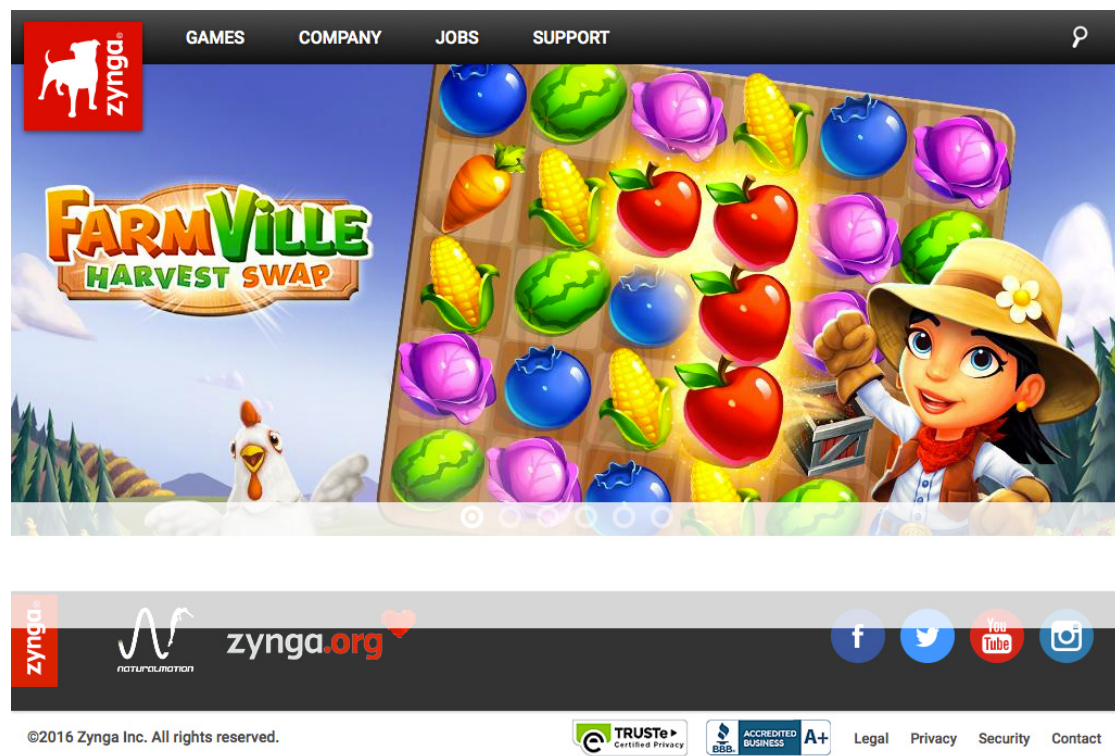 zynga®
GAMES COMPANY JOBS SUPPORT
FARMVILLE
HARVEST SWAP
zynga®
NATURALMOTION
zynga.org
f
You
Tube
©2016 Zynga Inc. All rights reserved.
TRUSTe
Certified Privacy
BBB.
ACCREDITED
BUSINESS
A+
Legal Privacy Security Contact